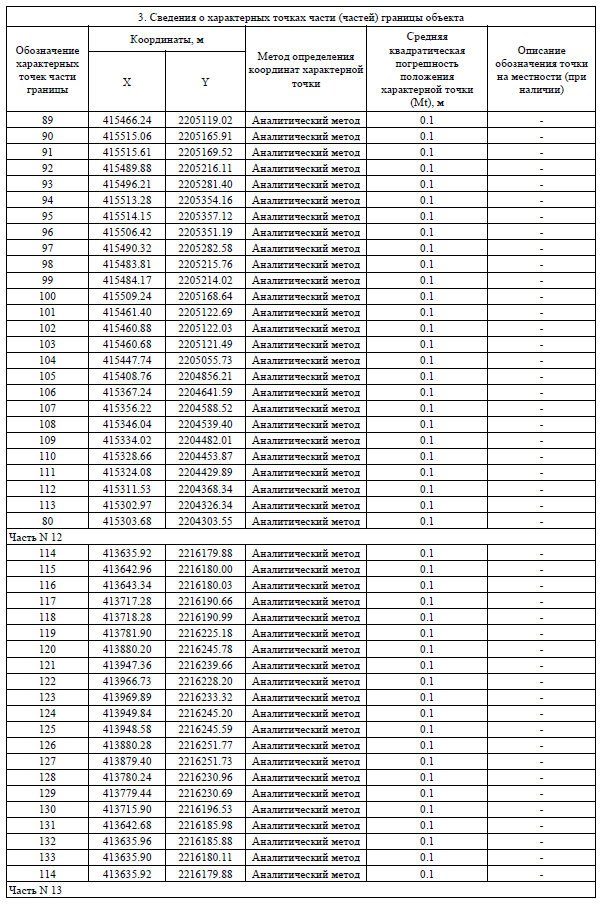 3. Сведения о характерных точках части (частей) границы объекта
Обозначение характерных точек части границы
Координаты, м
Метод определения координат характерной точки
Средняя квадратическая погрешность положения характерной точки (Mt), м
Описание обозначения точки на местности (при наличии)
X Y
89 415466.24 2205119.02 Аналитический метод 0.1 -
90 415515.06 2205165.91 Аналитический метод 0.1 -
91 415515.61 2205169.52 Аналитический метод 0.1 -
92 415489.88 2205216.11 Аналитический метод 0.1 -
93 415496.21 2205281.40 Аналитический метод 0.1 -
94 415513.28 2205354.16 Аналитический метод 0.1 -
95 415514.15 2205357.12 Аналитический метод 0.1 -
96 415506.42 2205351.19 Аналитический метод 0.1 -
97 415490.32 2205282.58 Аналитический метод 0.1 -
98 415483.81 2205215.76 Аналитический метод 0.1 -
99 415484.17 2205214.02 Аналитический метод 0.1 -
100 415509.24 2205168.64 Аналитический метод 0.1 -
101 415461.40 2205122.69 Аналитический метод 0.1 -
102 415460.88 2205122.03 Аналитический метод 0.1 -
103 415460.68 2205121.49 Аналитический метод 0.1 -
104 415447.74 2205055.73 Аналитический метод 0.1 -
105 415408.76 2204856.21 Аналитический метод 0.1 -
106 415367.24 2204641.59 Аналитический метод 0.1 -
107 415356.22 2204588.52 Аналитический метод 0.1 -
108 415346.04 2204539.40 Аналитический метод 0.1 -
109 415334.02 2204482.01 Аналитический метод 0.1 -
110 415328.66 2204453.87 Аналитический метод 0.1 -
111 415324.08 2204429.89 Аналитический метод 0.1 -
112 415311.53 2204368.34 Аналитический метод 0.1 -
113 415302.97 2204326.34 Аналитический метод 0.1 -
80 415303.68 2204303.55 Аналитический метод 0.1 -
Часть N 12
114 413635.92 2216179.88 Аналитический метод 0.1 -
115 413642.96 2216180.00 Аналитический метод 0.1 -
116 413643.34 2216180.03 Аналитический метод 0.1 -
117 413717.28 2216190.66 Аналитический метод 0.1 -
118 413718.28 2216190.99 Аналитический метод 0.1 -
119 413781.90 2216225.18 Аналитический метод 0.1 -
120 413880.20 2216245.78 Аналитический метод 0.1 -
121 413947.36 2216239.66 Аналитический метод 0.1 -
122 413966.73 2216228.20 Аналитический метод 0.1 -
123 413969.89 2216233.32 Аналитический метод 0.1 -
124 413949.84 2216245.20 Аналитический метод 0.1 -
125 413948.58 2216245.59 Аналитический метод 0.1 -
126 413880.28 2216251.77 Аналитический метод 0.1 -
127 413879.40 2216251.73 Аналитический метод 0.1 -
128 413780.24 2216230.96 Аналитический метод 0.1 -
129 413779.44 2216230.69 Аналитический метод 0.1 -
130 413715.90 2216196.53 Аналитический метод 0.1 -
131 413642.68 2216185.98 Аналитический метод 0.1 -
132 413635.96 2216185.88 Аналитический метод 0.1 -
133 413635.90 2216180.11 Аналитический метод 0.1 -
114 413635.92 2216179.88 Аналитический метод 0.1 -
Часть N 13